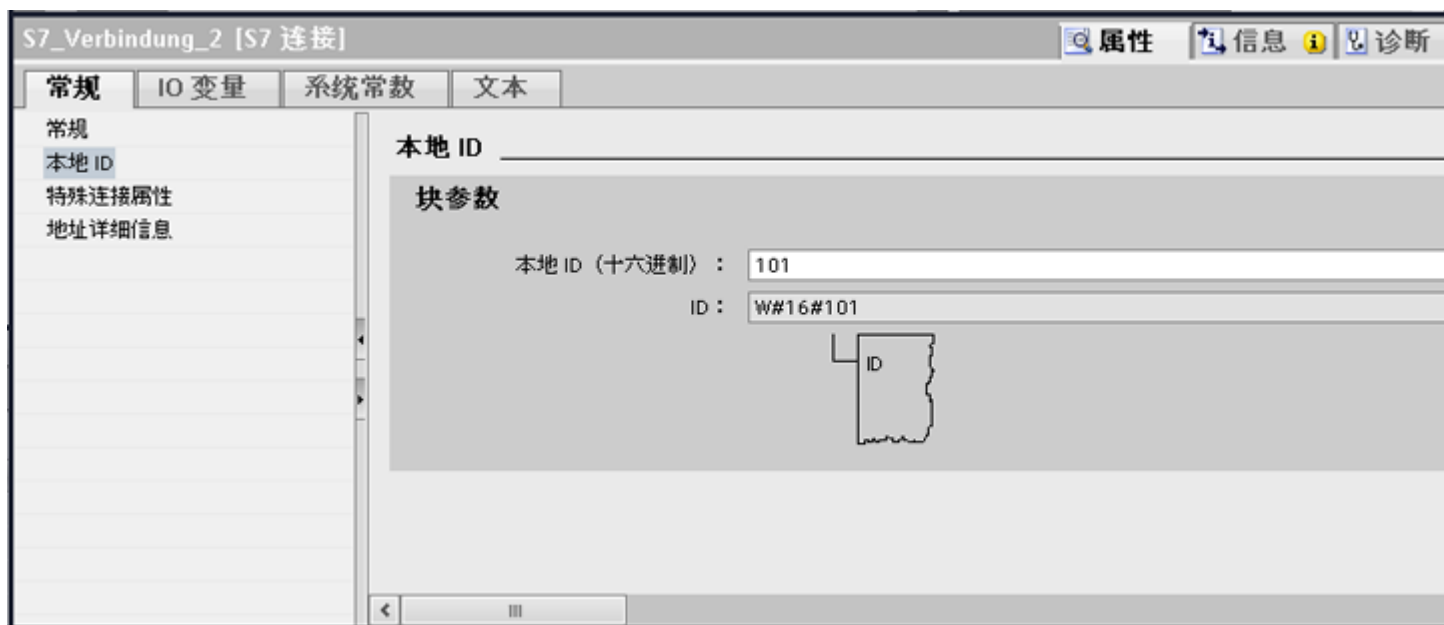 S7_Verbindung_2 [S7 连接]
属性
信息
诊断
常规
IO 变量
系统常数
文本
常规
本地 ID
特殊连接属性
地址详细信息
本地 ID
块参数
本地 ID（十六进制）：
101
ID：
W#16#101
ID